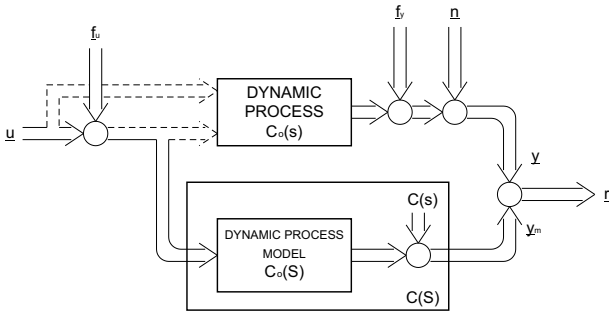 f_u
f_y
n
u
DYNAMIC
PROCESS
C_o(s)
y
r
C(s)
y_m
DYNAMIC PROCESS
MODEL
C_o(S)
C(S)